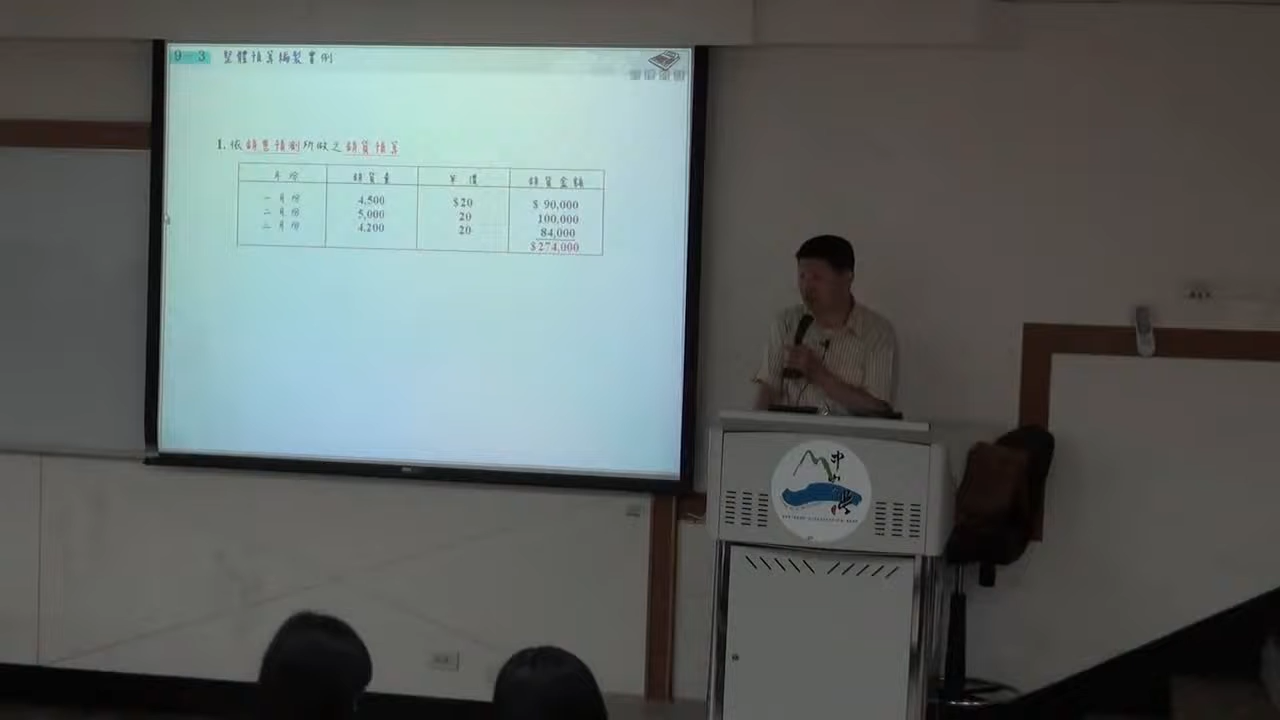 9-3 整體預算編製實例
1. 依銷售預測所做之銷貨預算
月份 銷貨量 單價 銷貨金額
一月份 4,500 $20 $ 90,000
二月份 5,000 20 100,000
三月份 4,200 20 84,000
$274,000
中山